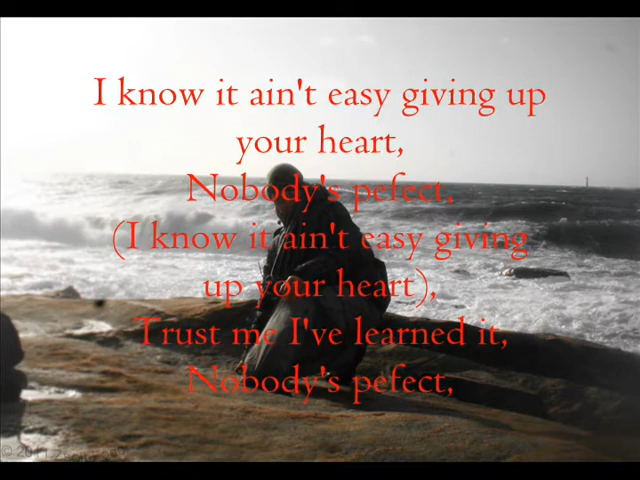 I know it ain't easy giving up
your heart,
Nobody's pefect.
(I know it ain't easy giving
up your heart),
Trust me I've learned it,
Nobody's pefect,
© 2011